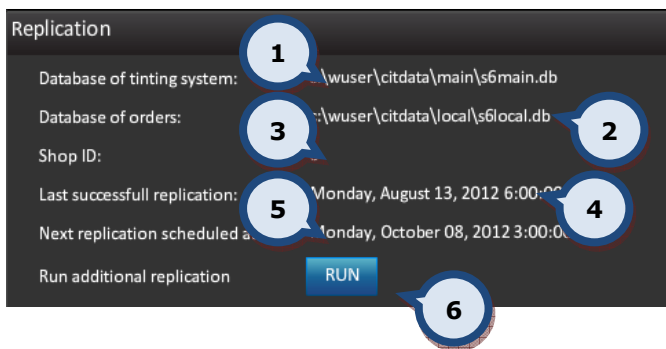 Replication
1
Database of tinting system: :\wuser\citdata\main\s6main.db
Database of orders: c:\wuser\citdata\local\s6local.db
2
3
Shop ID:
Last successfull replication: Monday, August 13, 2012 6:00:
4
5
Next replication scheduled a Monday, October 08, 2012 3:00:0
Run additional replication RUN
6